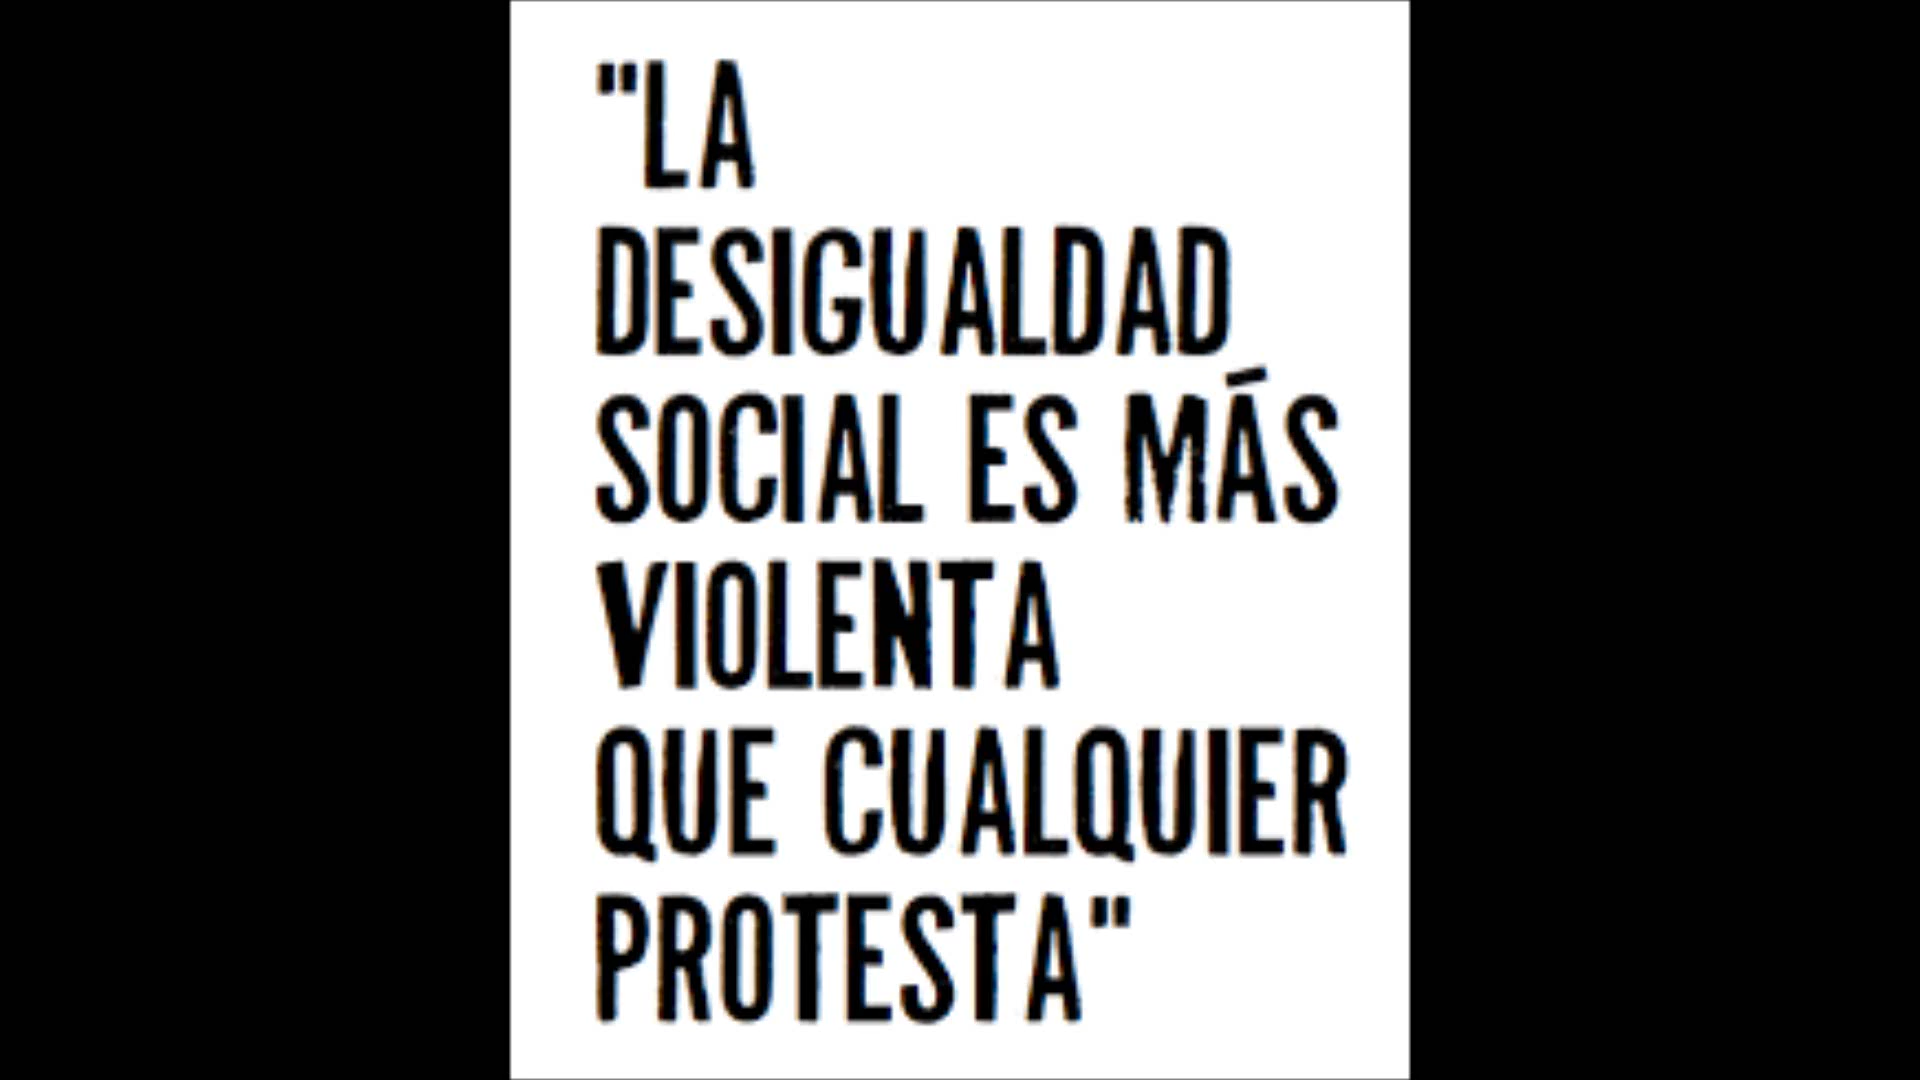 "LA
DESIGUALDAD
SOCIAL ES MÁS
VIOLENTA
QUE CUALQUIER
PROTESTA"